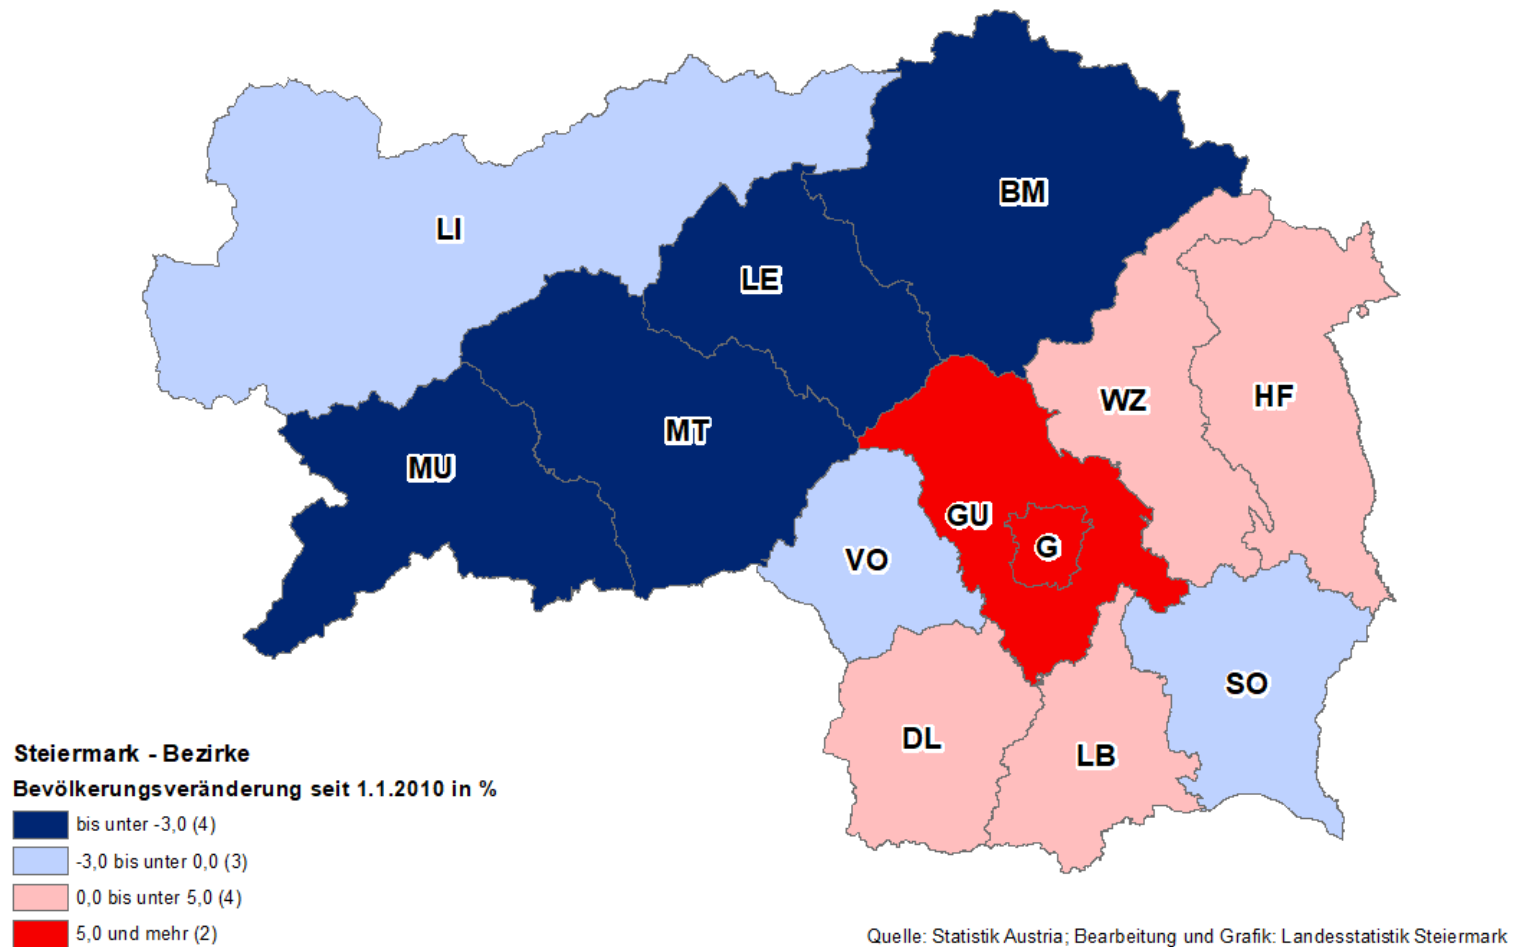 BM
LI
LE
WZ
HF
MT
MU
GU
G
VO
SO
DL
LB
Steiermark - Bezirke
Bevölkerungsveränderung seit 1.1.2010 in %
bis unter -3,0 (4)
-3,0 bis unter 0,0 (3)
0,0 bis unter 5,0 (4)
5,0 und mehr (2)
Quelle: Statistik Austria; Bearbeitung und Grafik: Landesstatistik Steiermark